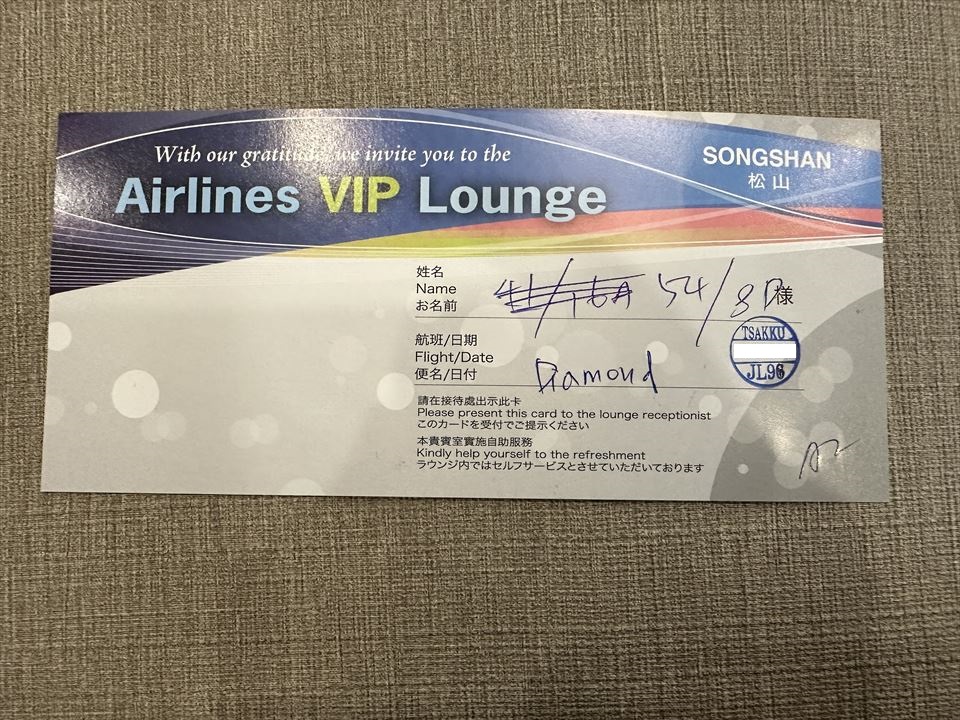 With our gratitude, we invite you to the
Airlines VIP Lounge
SONGSHAN
松山
姓名
Name
お名前
54/8D様
航班/日期
Flight/Date
便名/日付
Diamond
TSAKKU
JL96
請在接待處出示此卡
Please present this card to the lounge receptionist
このカードを受付でご提示ください
本貴賓室實施自助服務
Kindly help yourself to the refreshment
ラウンジ内ではセルフサービスとさせていただいております